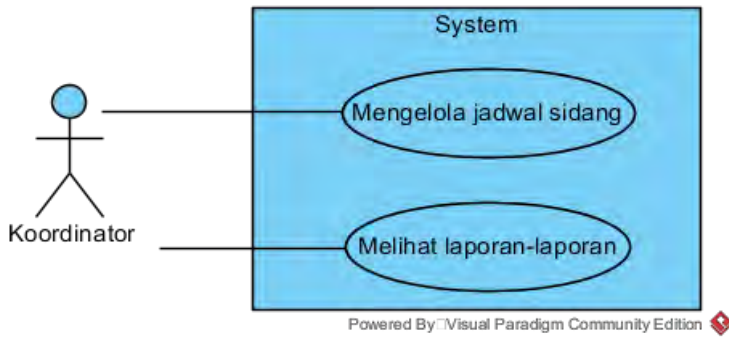 System
Mengelola jadwal sidang
Koordinator
Melihat laporan-laporan
Powered By Visual Paradigm Community Edition